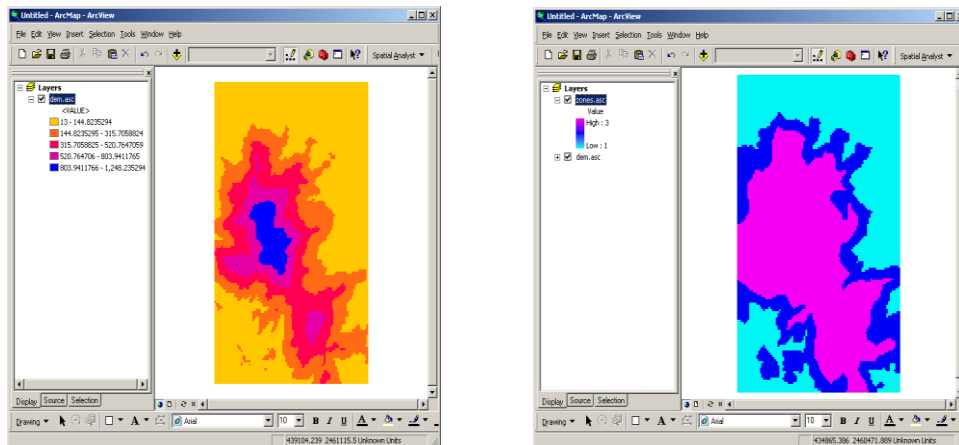 Untitled - ArcMap - ArcView
File Edit View Insert Selection Tools Window Help
Spatial Analyst
Layers
dem.asc
<VALUE>
13 - 144.8235294
144.8235295 - 315.7058824
315.7058825 - 520.7647059
520.764706 - 803.9411765
803.9411766 - 1,248.235294
Display Source Selection
Drawing
Arial
10
B I U A
439104.239 2461115.5 Unknown Units
Untitled - ArcMap - ArcView
File Edit View Insert Selection Tools Window Help
Spatial Analyst
Layers
zones.asc
Value
High : 3
Low : 1
dem.asc
Display Source Selection
Drawing
Arial
10
B I U A
434865.386 2460471.889 Unknown Units